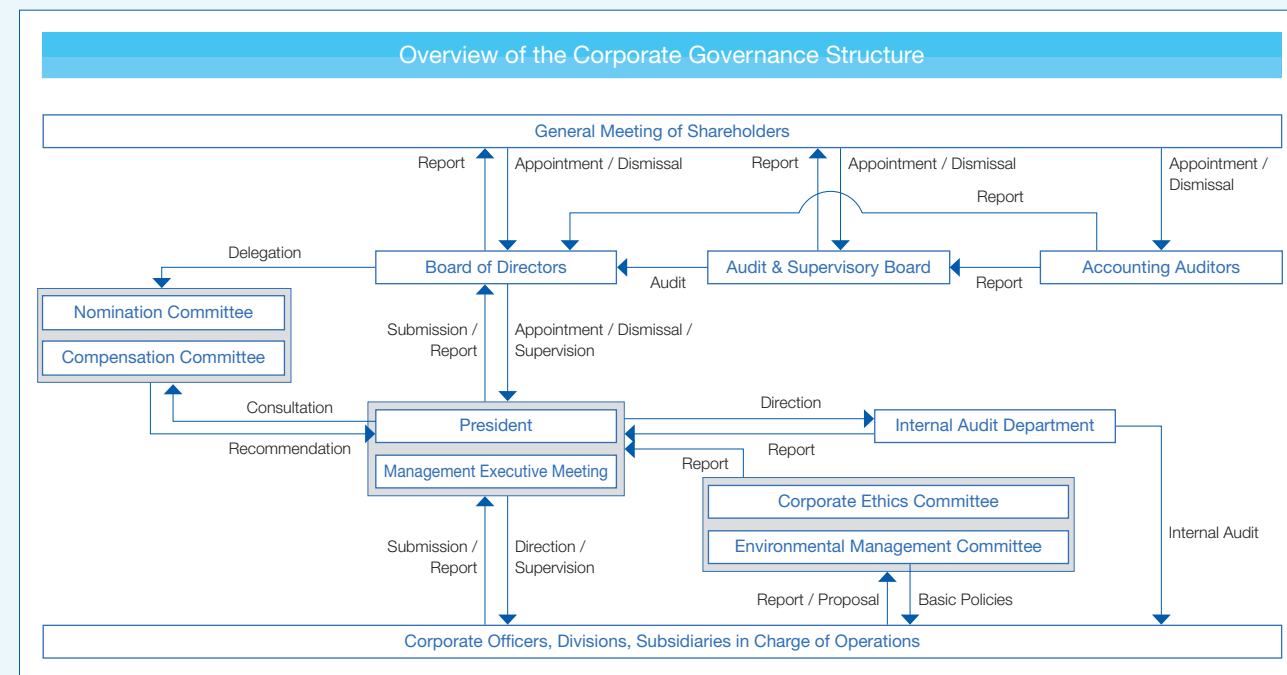 Overview of the Corporate Governance Structure
General Meeting of Shareholders
Report
Appointment / Dismissal
Report
Appointment / Dismissal
Appointment /
Dismissal
Report
Delegation
Board of Directors
Audit
Audit & Supervisory Board
Report
Accounting Auditors
Nomination Committee
Compensation Committee
Submission /
Report
Appointment / Dismissal /
Supervision
Consultation
Recommendation
President
Management Executive Meeting
Direction
Report
Internal Audit Department
Report
Corporate Ethics Committee
Environmental Management Committee
Internal Audit
Submission /
Report
Direction /
Supervision
Report / Proposal
Basic Policies
Corporate Officers, Divisions, Subsidiaries in Charge of Operations